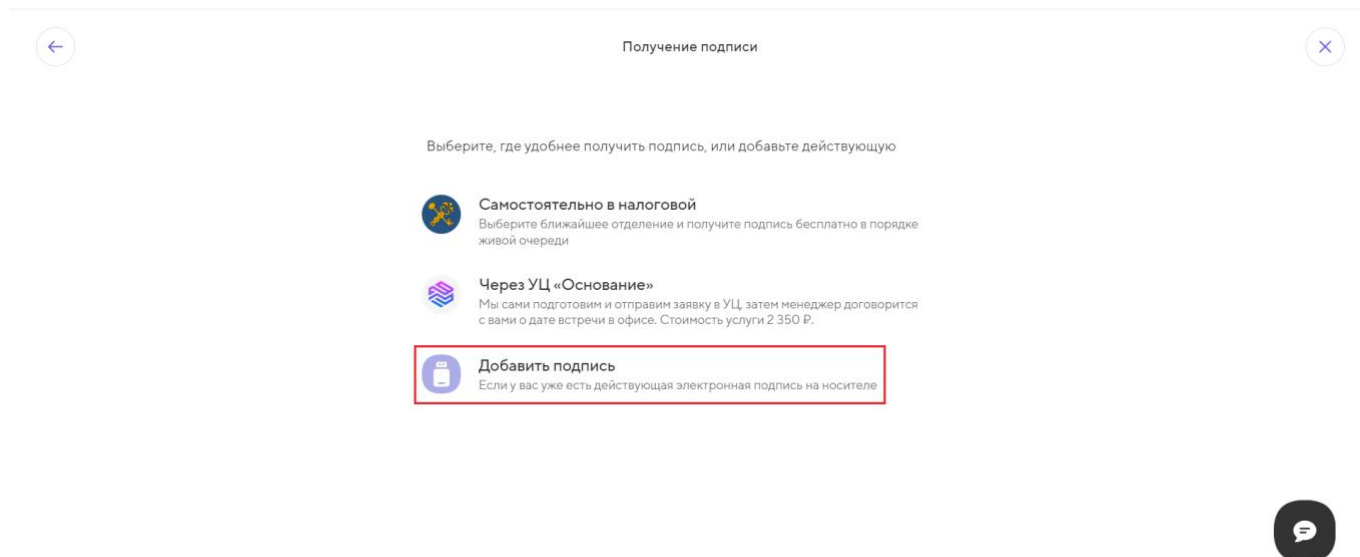 Получение подписи
Выберите, где удобнее получить подпись, или добавьте действующую
Самостоятельно в налоговой
Выберите ближайшее отделение и получите подпись бесплатно в порядке
живой очереди
Через УЦ «Основание»
Мы сами подготовим и отправим заявку в УЦ, затем менеджер договорится
с вами о дате встречи в офисе. Стоимость услуги 2 350 ₽.
Добавить подпись
Если у вас уже есть действующая электронная подпись на носителе